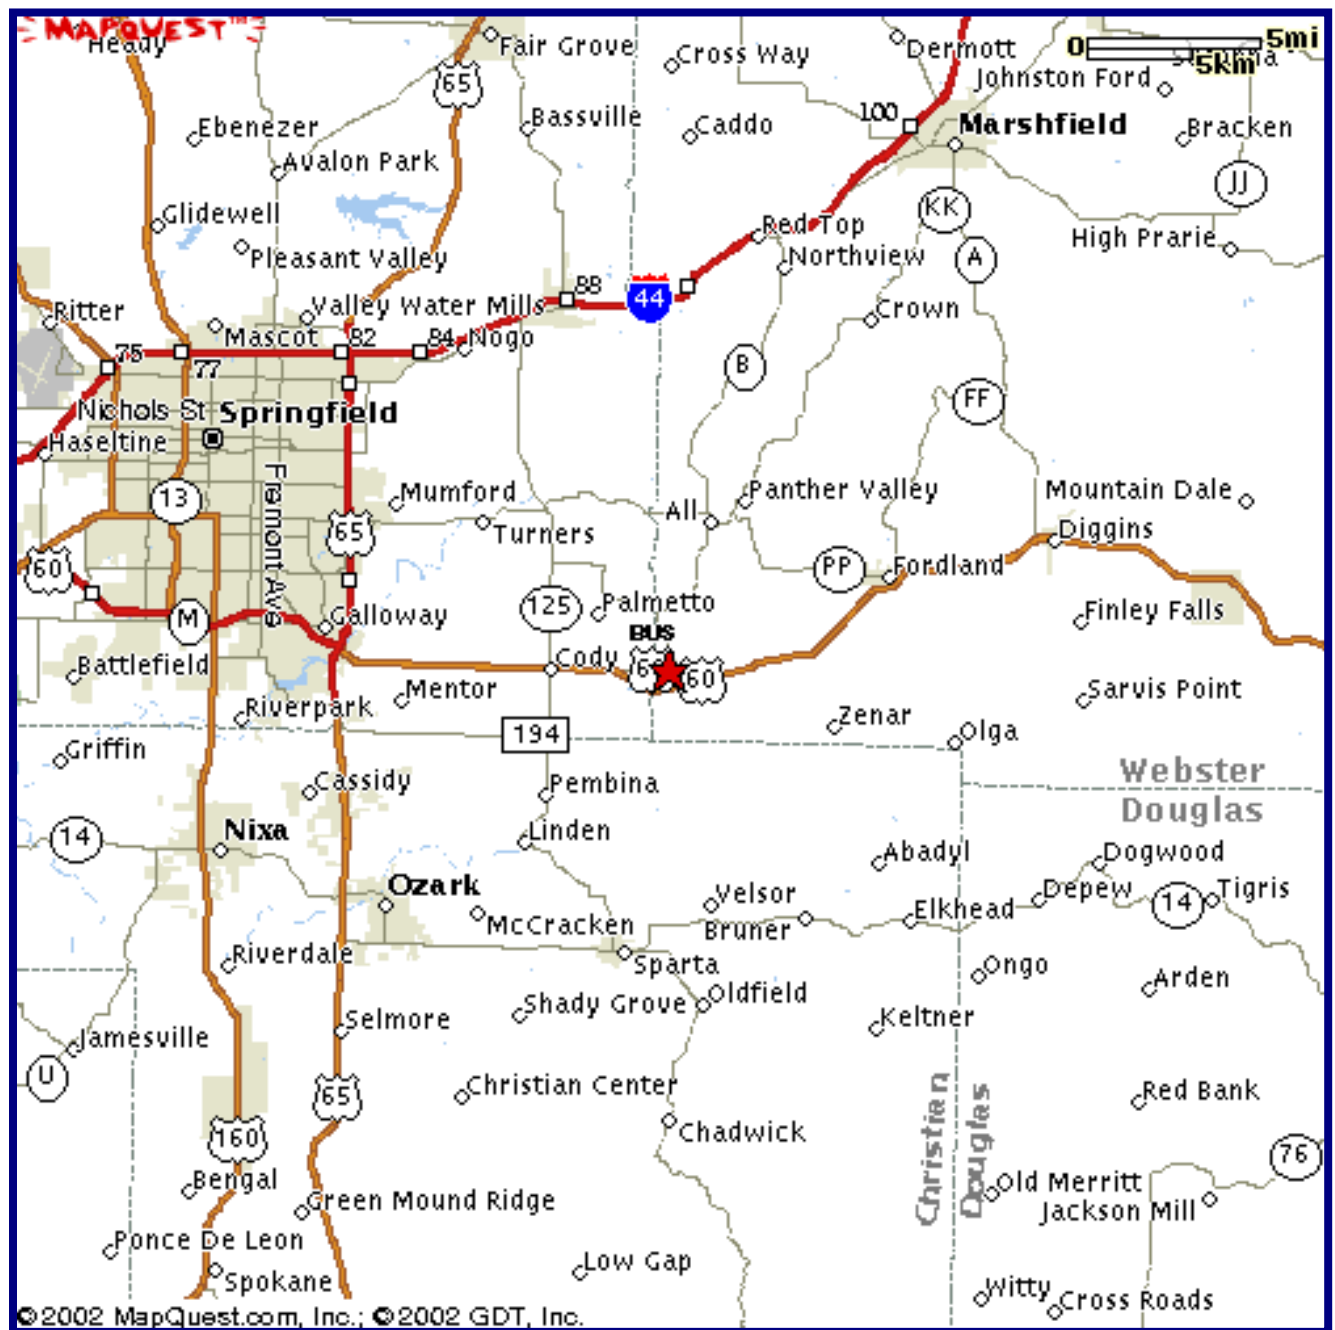 MAPQUEST™
Heady
Fair Grove
Cross Way
Dermott
0
5mi
5km
Johnston Ford
65
Ebenezer
Bassville
Caddo
100
Marshfield
Bracken
Avalon Park
JJ
Glidewell
KK
Red Top
High Prarie
Pleasant Valley
Northview
A
Ritter
Valley Water Mills
88
44
Crown
Mascot
82
84
Nogo
75
77
B
Nichols St
Springfield
FF
Haseltine
Fremont Ave
13
Mumford
Panther Valley
Mountain Dale
65
Turners
All
Diggins
60
PP
Fordland
125
Palmetto
Finley Falls
M
Galloway
BUS
Battlefield
Cody
60
Mentor
Sarvis Point
Riverpark
194
Zenar
Olga
Griffin
Cassidy
Pembina
Webster
Douglas
14
Nixa
Linden
Abadyl
Dogwood
Ozark
Velsor
Depew
14
Tigris
McCracken
Bruner
Elkhead
Riverdale
Sparta
Ongo
Arden
Shady Grove
Oldfield
Keltner
Selmore
Jamesville
U
65
Christian Center
Christian
Douglas
Red Bank
160
Chadwick
76
Bengal
Green Mound Ridge
Old Merritt
Jackson Mill
Ponce De Leon
Low Gap
Spokane
Witty
Cross Roads
©2002 MapQuest.com, Inc.; ©2002 GDT, Inc.